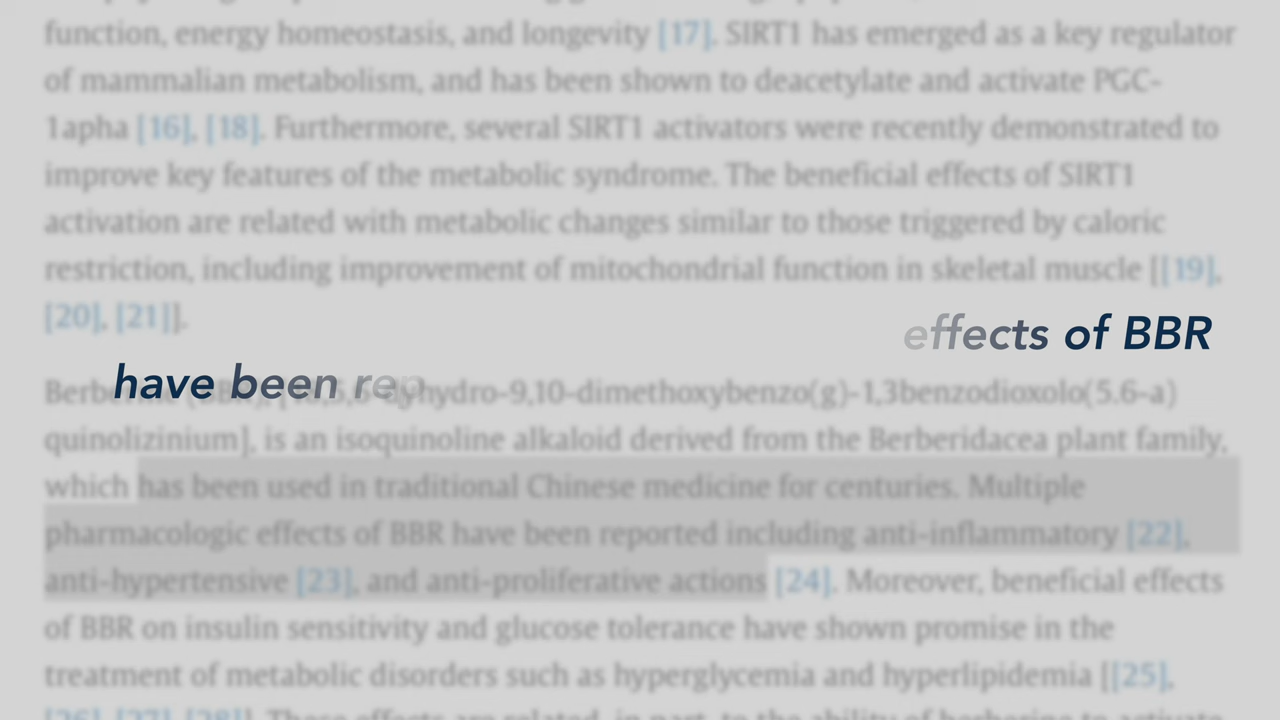 function, energy homeostasis, and longevity [17]. SIRT1 has emerged as a key regulator
of mammalian metabolism, and has been shown to deacetylate and activate PGC-
1apha [16], [18]. Furthermore, several SIRT1 activators were recently demonstrated to
improve key features of the metabolic syndrome. The beneficial effects of SIRT1
activation are related with metabolic changes similar to those triggered by caloric
restriction, including improvement of mitochondrial function in skeletal muscle [[19],
[20], [21]].
effects of BBR
have been rep
dimethoxybenzo(g)-1,3benzodioxolo(5.6-a)
quinolizinium], is an isoquinoline alkaloid derived from the Berberidacea plant family,
which has been used in traditional Chinese medicine for centuries. Multiple
pharmacologic effects of BBR have been reported including anti-inflammatory [22],
anti-hypertensive [23], and anti-proliferative actions [24]. Moreover, beneficial effects
of BBR on insulin sensitivity and glucose tolerance have shown promise in the
treatment of metabolic disorders such as hyperglycemia and hyperlipidemia [[25],